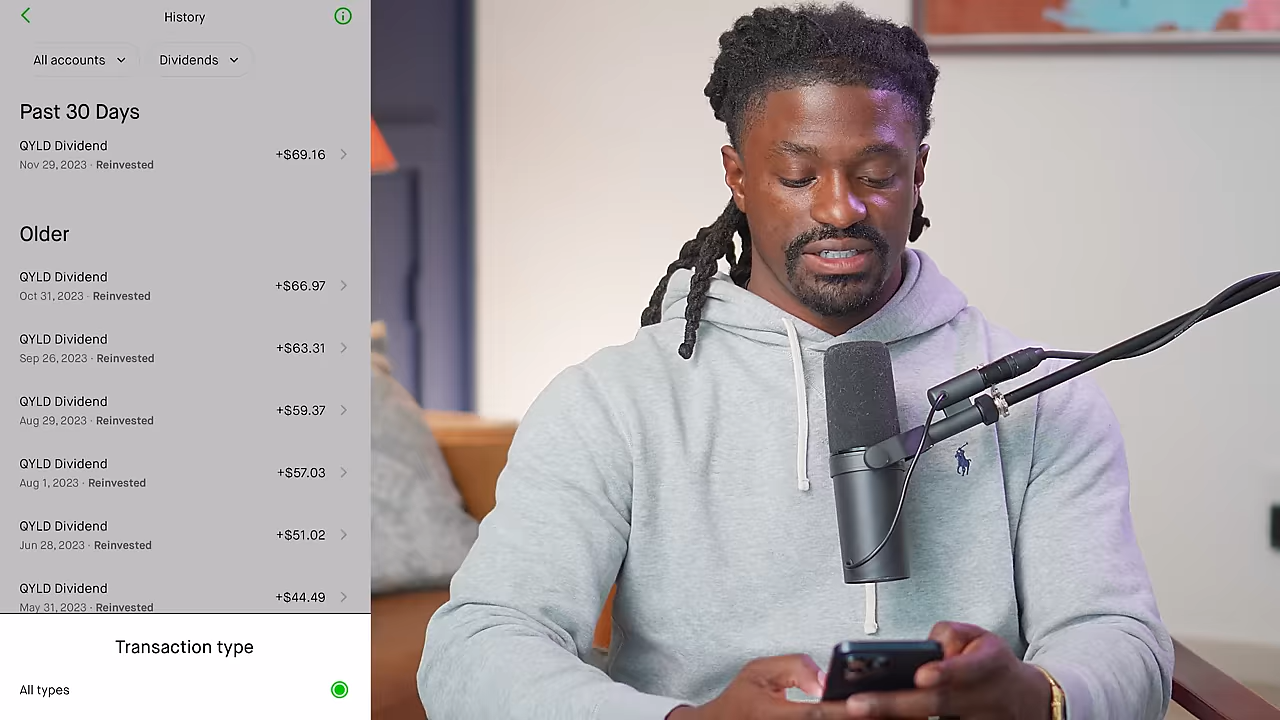 History
All accounts
Dividends
Past 30 Days
QYLD Dividend
+$69.16
Nov 29, 2023 · Reinvested
Older
QYLD Dividend
+$66.97
Oct 31, 2023 · Reinvested
QYLD Dividend
+$63.31
Sep 26, 2023 · Reinvested
QYLD Dividend
+$59.37
Aug 29, 2023 · Reinvested
QYLD Dividend
+$57.03
Aug 1, 2023 · Reinvested
QYLD Dividend
+$51.02
Jun 28, 2023 · Reinvested
QYLD Dividend
+$44.49
May 31, 2023 · Reinvested
Transaction type
All types